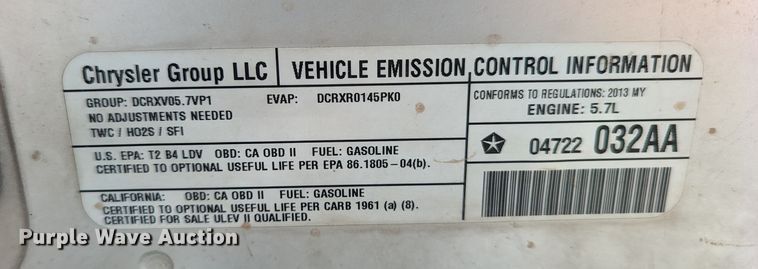 Chrysler Group LLC
VEHICLE EMISSION CONTROL INFORMATION
GROUP: DCRXV05.7VP1 EVAP: DCRXR0145PK0
NO ADJUSTMENTS NEEDED
TWC / HO2S / SFI
CONFORMS TO REGULATIONS: 2013 MY
ENGINE: 5.7L
U.S. EPA: T2 B4 LDV OBD: CA OBD II FUEL: GASOLINE
CERTIFIED TO OPTIONAL USEFUL LIFE PER EPA 86.1805-04(b).
04722 032AA
CALIFORNIA: OBD: CA OBD II FUEL: GASOLINE
CERTIFIED TO OPTIONAL USEFUL LIFE PER CARB 1961 (a) (8).
CERTIFIED FOR SALE ULEV II QUALIFIED.
Purple Wave Auction